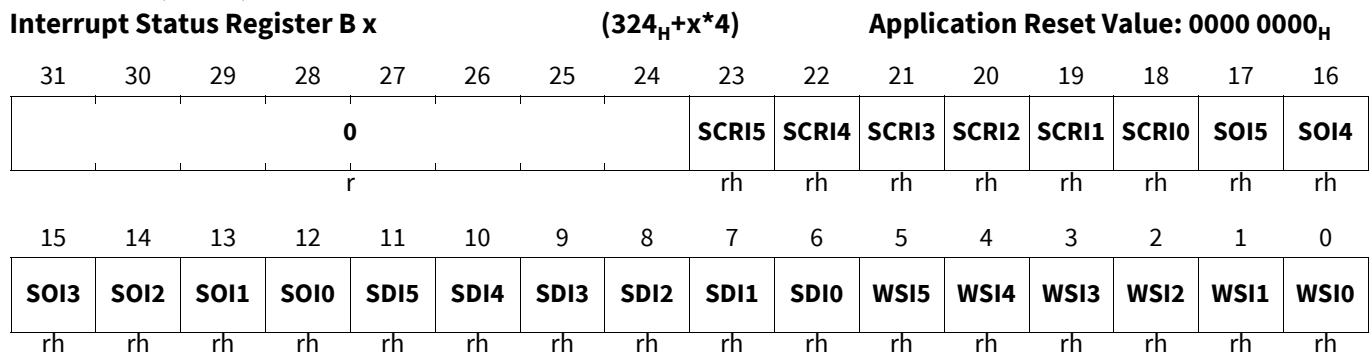 Interrupt Status Register B x (324H+x*4) Application Reset Value: 0000 0000H
31 30 29 28 27 26 25 24 23 22 21 20 19 18 17 16
0 SCRI5 SCRI4 SCRI3 SCRI2 SCRI1 SCRI0 SOI5 SOI4
r rh rh rh rh rh rh rh rh
15 14 13 12 11 10 9 8 7 6 5 4 3 2 1 0
SOI3 SOI2 SOI1 SOI0 SDI5 SDI4 SDI3 SDI2 SDI1 SDI0 WSI5 WSI4 WSI3 WSI2 WSI1 WSI0
rh rh rh rh rh rh rh rh rh rh rh rh rh rh rh rh